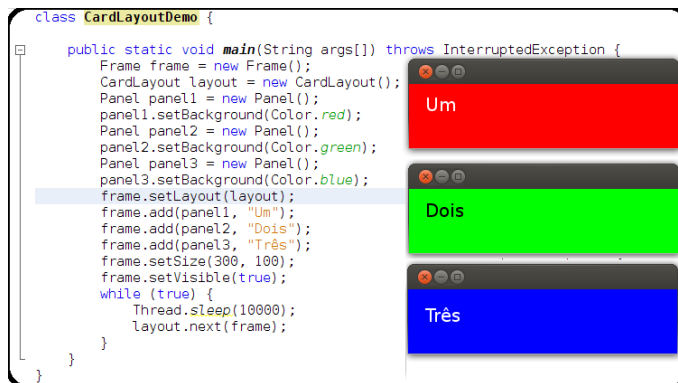 class CardLayoutDemo {
public static void main(String args[]) throws InterruptedException {
Frame frame = new Frame();
CardLayout layout = new CardLayout();
Panel panel1 = new Panel();
panel1.setBackground(Color.red);
Panel panel2 = new Panel();
panel2.setBackground(Color.green);
Panel panel3 = new Panel();
panel3.setBackground(Color.blue);
frame.setLayout(layout);
frame.add(panel1, "Um");
frame.add(panel2, "Dois");
frame.add(panel3, "Três");
frame.setSize(300, 100);
frame.setVisible(true);
while (true) {
Thread.sleep(10000);
layout.next(frame);
}
}
}
Um
Dois
Três